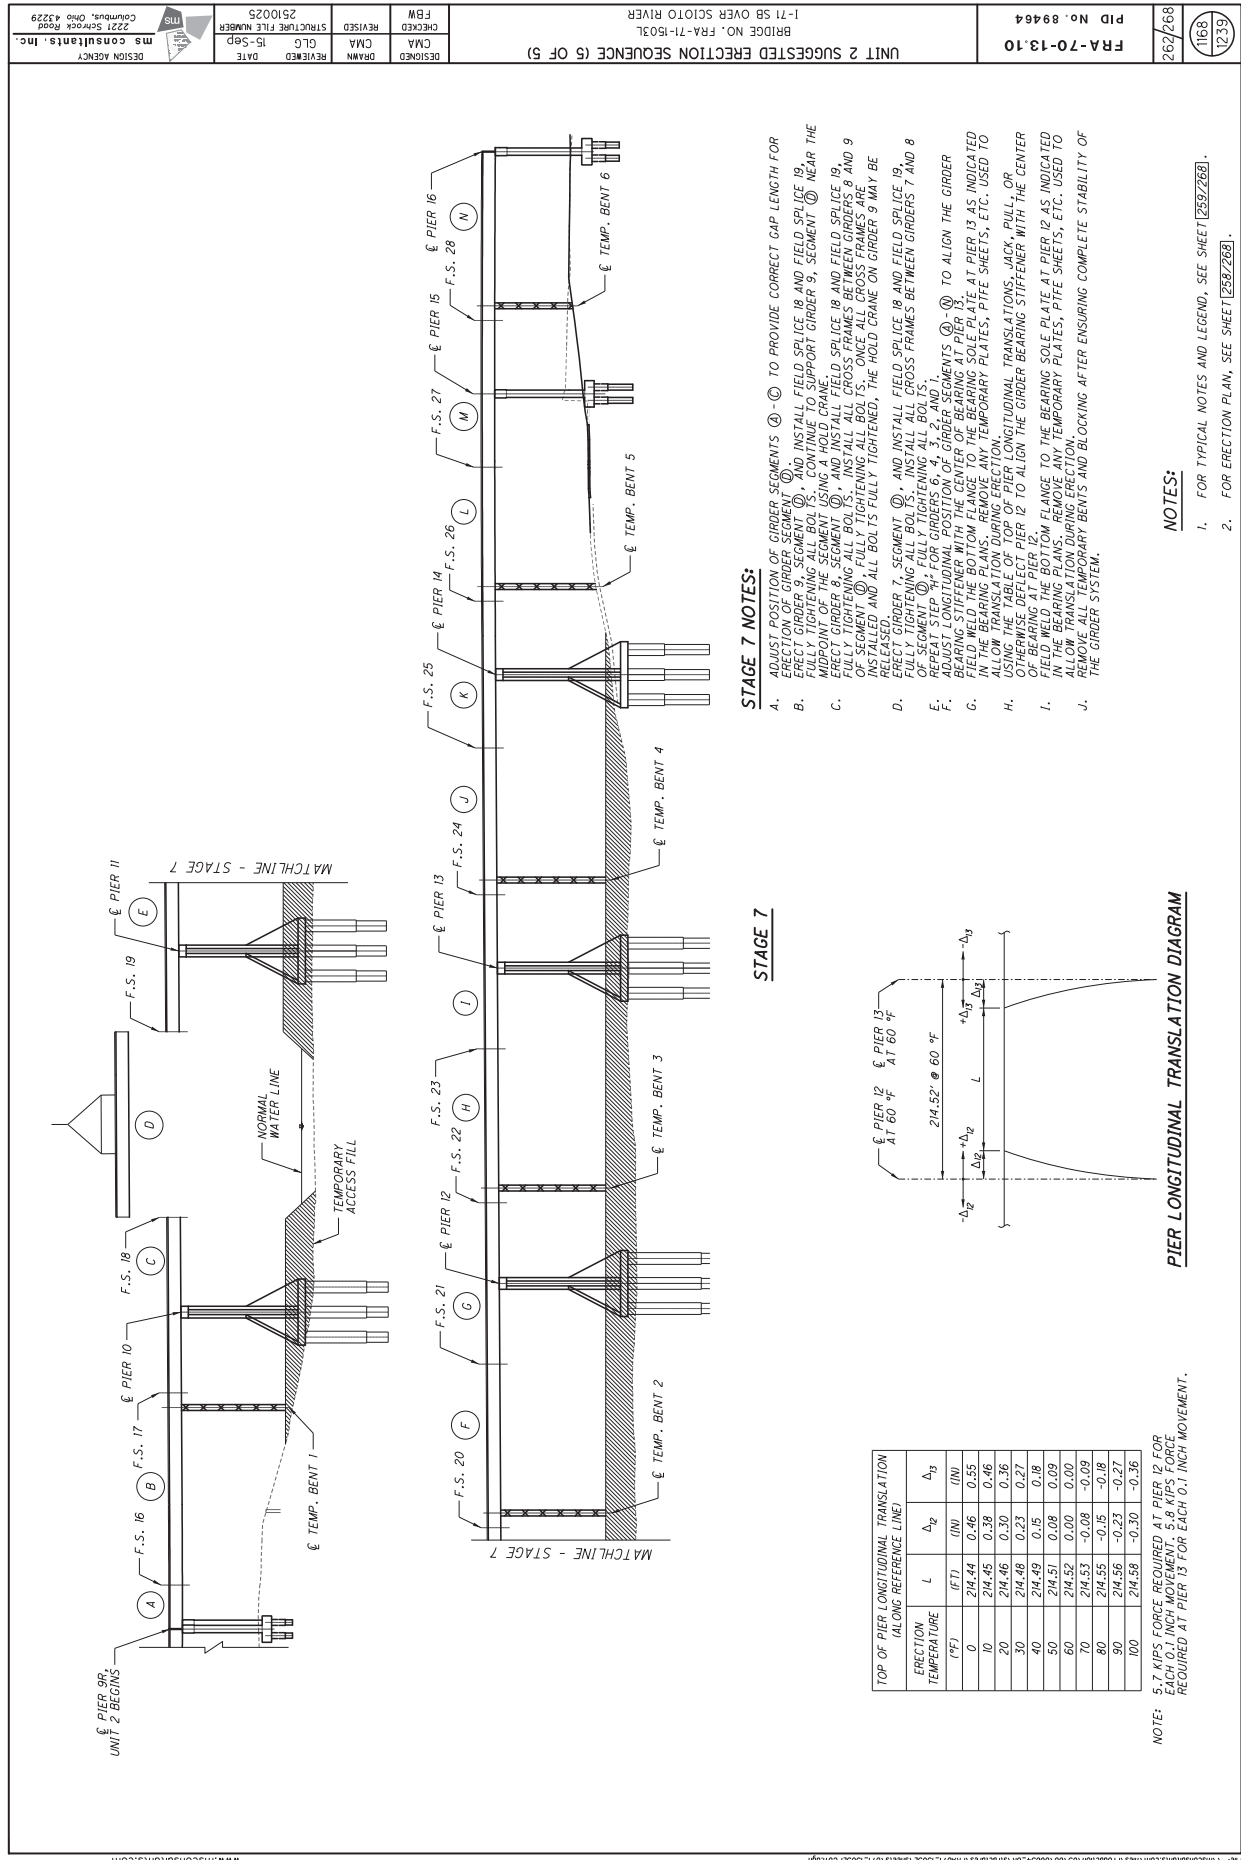 ℄ PIER 9R,
UNIT 2 BEGINS
A
F.S. 16
B
F.S. 17
℄ PIER 10
F.S. 18
C
D
F.S. 19
℄ PIER 11
E
MATCHLINE - STAGE 7
℄ TEMP. BENT 1
TEMPORARY
ACCESS FILL
NORMAL
WATER LINE
MATCHLINE - STAGE 7
F.S. 20
F
F.S. 21
G
℄ PIER 12
F.S. 22
H
F.S. 23
I
℄ PIER 13
F.S. 24
J
F.S. 25
K
℄ PIER 14
F.S. 26
L
F.S. 27
M
℄ PIER 15
F.S. 28
N
℄ PIER 16
℄ TEMP. BENT 2
℄ TEMP. BENT 3
℄ TEMP. BENT 4
℄ TEMP. BENT 5
℄ TEMP. BENT 6
STAGE 7
STAGE 7 NOTES:
A. ADJUST POSITION OF GIRDER SEGMENTS Ⓐ - Ⓒ TO PROVIDE CORRECT GAP LENGTH FOR
ERECTION OF GIRDER SEGMENT Ⓓ.
B. ERECT GIRDER 9, SEGMENT Ⓓ, AND INSTALL FIELD SPLICE 18 AND FIELD SPLICE 19,
FULLY TIGHTENING ALL BOLTS. CONTINUE TO SUPPORT GIRDER 9, SEGMENT Ⓓ NEAR THE
MIDPOINT OF THE SEGMENT USING A HOLD CRANE.
C. ERECT GIRDER 8, SEGMENT Ⓓ, AND INSTALL FIELD SPLICE 18 AND FIELD SPLICE 19,
FULLY TIGHTENING ALL BOLTS. INSTALL ALL CROSS FRAMES BETWEEN GIRDERS 8 AND 9
OF SEGMENT Ⓓ, FULLY TIGHTENING ALL BOLTS. ONCE ALL CROSS FRAMES ARE
INSTALLED AND ALL BOLTS FULLY TIGHTENED, THE HOLD CRANE ON GIRDER 9 MAY BE
RELEASED.
D. ERECT GIRDER 7, SEGMENT Ⓓ, AND INSTALL FIELD SPLICE 18 AND FIELD SPLICE 19,
FULLY TIGHTENING ALL BOLTS. INSTALL ALL CROSS FRAMES BETWEEN GIRDERS 7 AND 8
OF SEGMENT Ⓓ, FULLY TIGHTENING ALL BOLTS.
E. REPEAT STEP "H" FOR GIRDERS 6, 4, 3, 2, AND 1.
F. ADJUST LONGITUDINAL POSITION OF GIRDER SEGMENTS Ⓐ - Ⓝ TO ALIGN THE GIRDER
BEARING STIFFENER WITH THE CENTER OF BEARING AT PIER 13.
G. FIELD WELD THE BOTTOM FLANGE TO THE BEARING SOLE PLATE AT PIER 13 AS INDICATED
IN THE BEARING PLANS. REMOVE ANY TEMPORARY PLATES, PTFE SHEETS, ETC. USED TO
ALLOW TRANSLATION DURING ERECTION.
H. USING THE TABLE OF TOP OF PIER LONGITUDINAL TRANSLATIONS, JACK, PULL, OR
OTHERWISE DEFLECT PIER 12 TO ALIGN THE GIRDER BEARING STIFFENER WITH THE CENTER
OF BEARING AT PIER 12.
I. FIELD WELD THE BOTTOM FLANGE TO THE BEARING SOLE PLATE AT PIER 12 AS INDICATED
IN THE BEARING PLANS. REMOVE ANY TEMPORARY PLATES, PTFE SHEETS, ETC. USED TO
ALLOW TRANSLATION DURING ERECTION.
J. REMOVE ALL TEMPORARY BENTS AND BLOCKING AFTER ENSURING COMPLETE STABILITY OF
THE GIRDER SYSTEM.
NOTES:
1. FOR TYPICAL NOTES AND LEGEND, SEE SHEET 259/268.
2. FOR ERECTION PLAN, SEE SHEET 258/268.
TOP OF PIER LONGITUDINAL TRANSLATION
(ALONG REFERENCE LINE)
ERECTION TEMPERATURE L Δ12 Δ13
(°F) (FT) (IN) (IN)
0 214.44 0.46 0.55
10 214.45 0.38 0.46
20 214.46 0.30 0.36
30 214.48 0.23 0.27
40 214.49 0.15 0.18
50 214.51 0.08 0.09
60 214.52 0.00 0.00
70 214.53 -0.08 -0.09
80 214.55 -0.15 -0.18
90 214.56 -0.23 -0.27
100 214.58 -0.30 -0.36
NOTE: 5.7 KIPS FORCE REQUIRED AT PIER 12 FOR
EACH 0.1 INCH MOVEMENT. 5.8 KIPS FORCE
REQUIRED AT PIER 13 FOR EACH 0.1 INCH MOVEMENT.
℄ PIER 12
AT 60 °F
℄ PIER 13
AT 60 °F
214.52' @ 60 °F
-Δ12
+Δ12
Δ12
L
+Δ13
-Δ13
Δ13
PIER LONGITUDINAL TRANSLATION DIAGRAM
DESIGN AGENCY
ms consultants, inc.
2221 Schrock Road
Columbus, Ohio 43229
ms
REVIEWED DATE
GLG 15-Sep
STRUCTURE FILE NUMBER
2510025
DRAWN
CMA
REVISED
DESIGNED
CMA
CHECKED
FBW
UNIT 2 SUGGESTED ERECTION SEQUENCE (5 OF 5)
BRIDGE NO. FRA-71-1503L
I-71 SB OVER SCIOTO RIVER
FRA-70-13.10
PID No. 89464
262/268
1168
1239
www.msconsultants.com